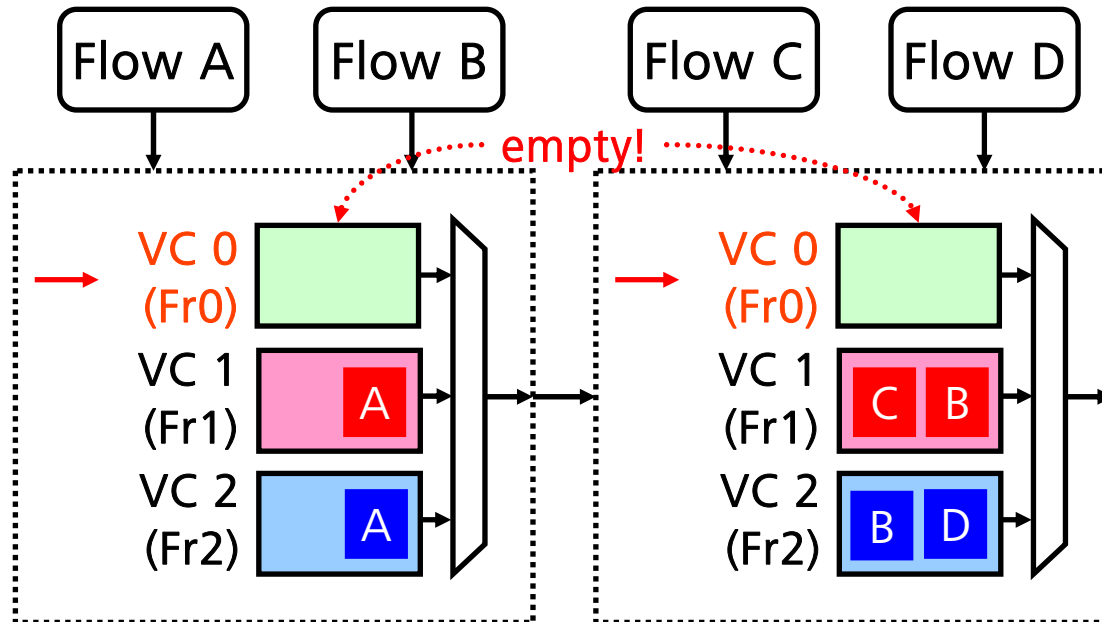 Flow A
Flow B
Flow C
Flow D
empty!
VC 0
(Fr0)
VC 1
(Fr1)
A
VC 2
(Fr2)
A
VC 0
(Fr0)
VC 1
(Fr1)
C B
VC 2
(Fr2)
B D